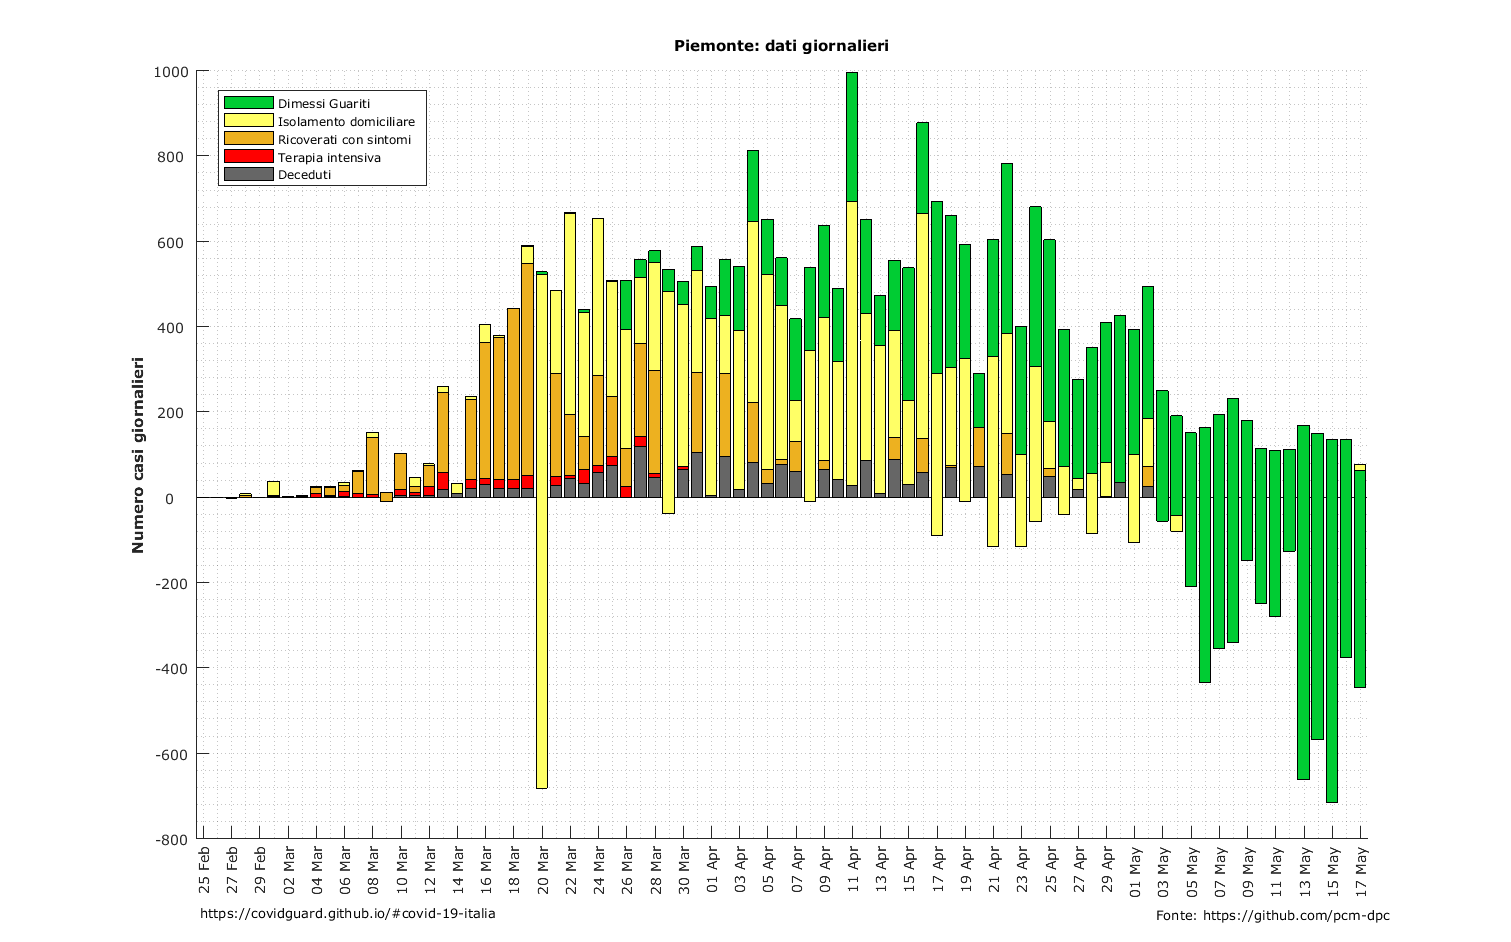 Piemonte: dati giornalieri
1000
800
600
400
200
0
-200
-400
-600
-800
Numero casi giornalieri
Dimessi Guariti
Isolamento domiciliare
Ricoverati con sintomi
Terapia intensiva
Deceduti
25 Feb
27 Feb
29 Feb
02 Mar
04 Mar
06 Mar
08 Mar
10 Mar
12 Mar
14 Mar
16 Mar
18 Mar
20 Mar
22 Mar
24 Mar
26 Mar
28 Mar
30 Mar
01 Apr
03 Apr
05 Apr
07 Apr
09 Apr
11 Apr
13 Apr
15 Apr
17 Apr
19 Apr
21 Apr
23 Apr
25 Apr
27 Apr
29 Apr
01 May
03 May
05 May
07 May
09 May
11 May
13 May
15 May
17 May
https://covidguard.github.io/#covid-19-italia
Fonte: https://github.com/pcm-dpc